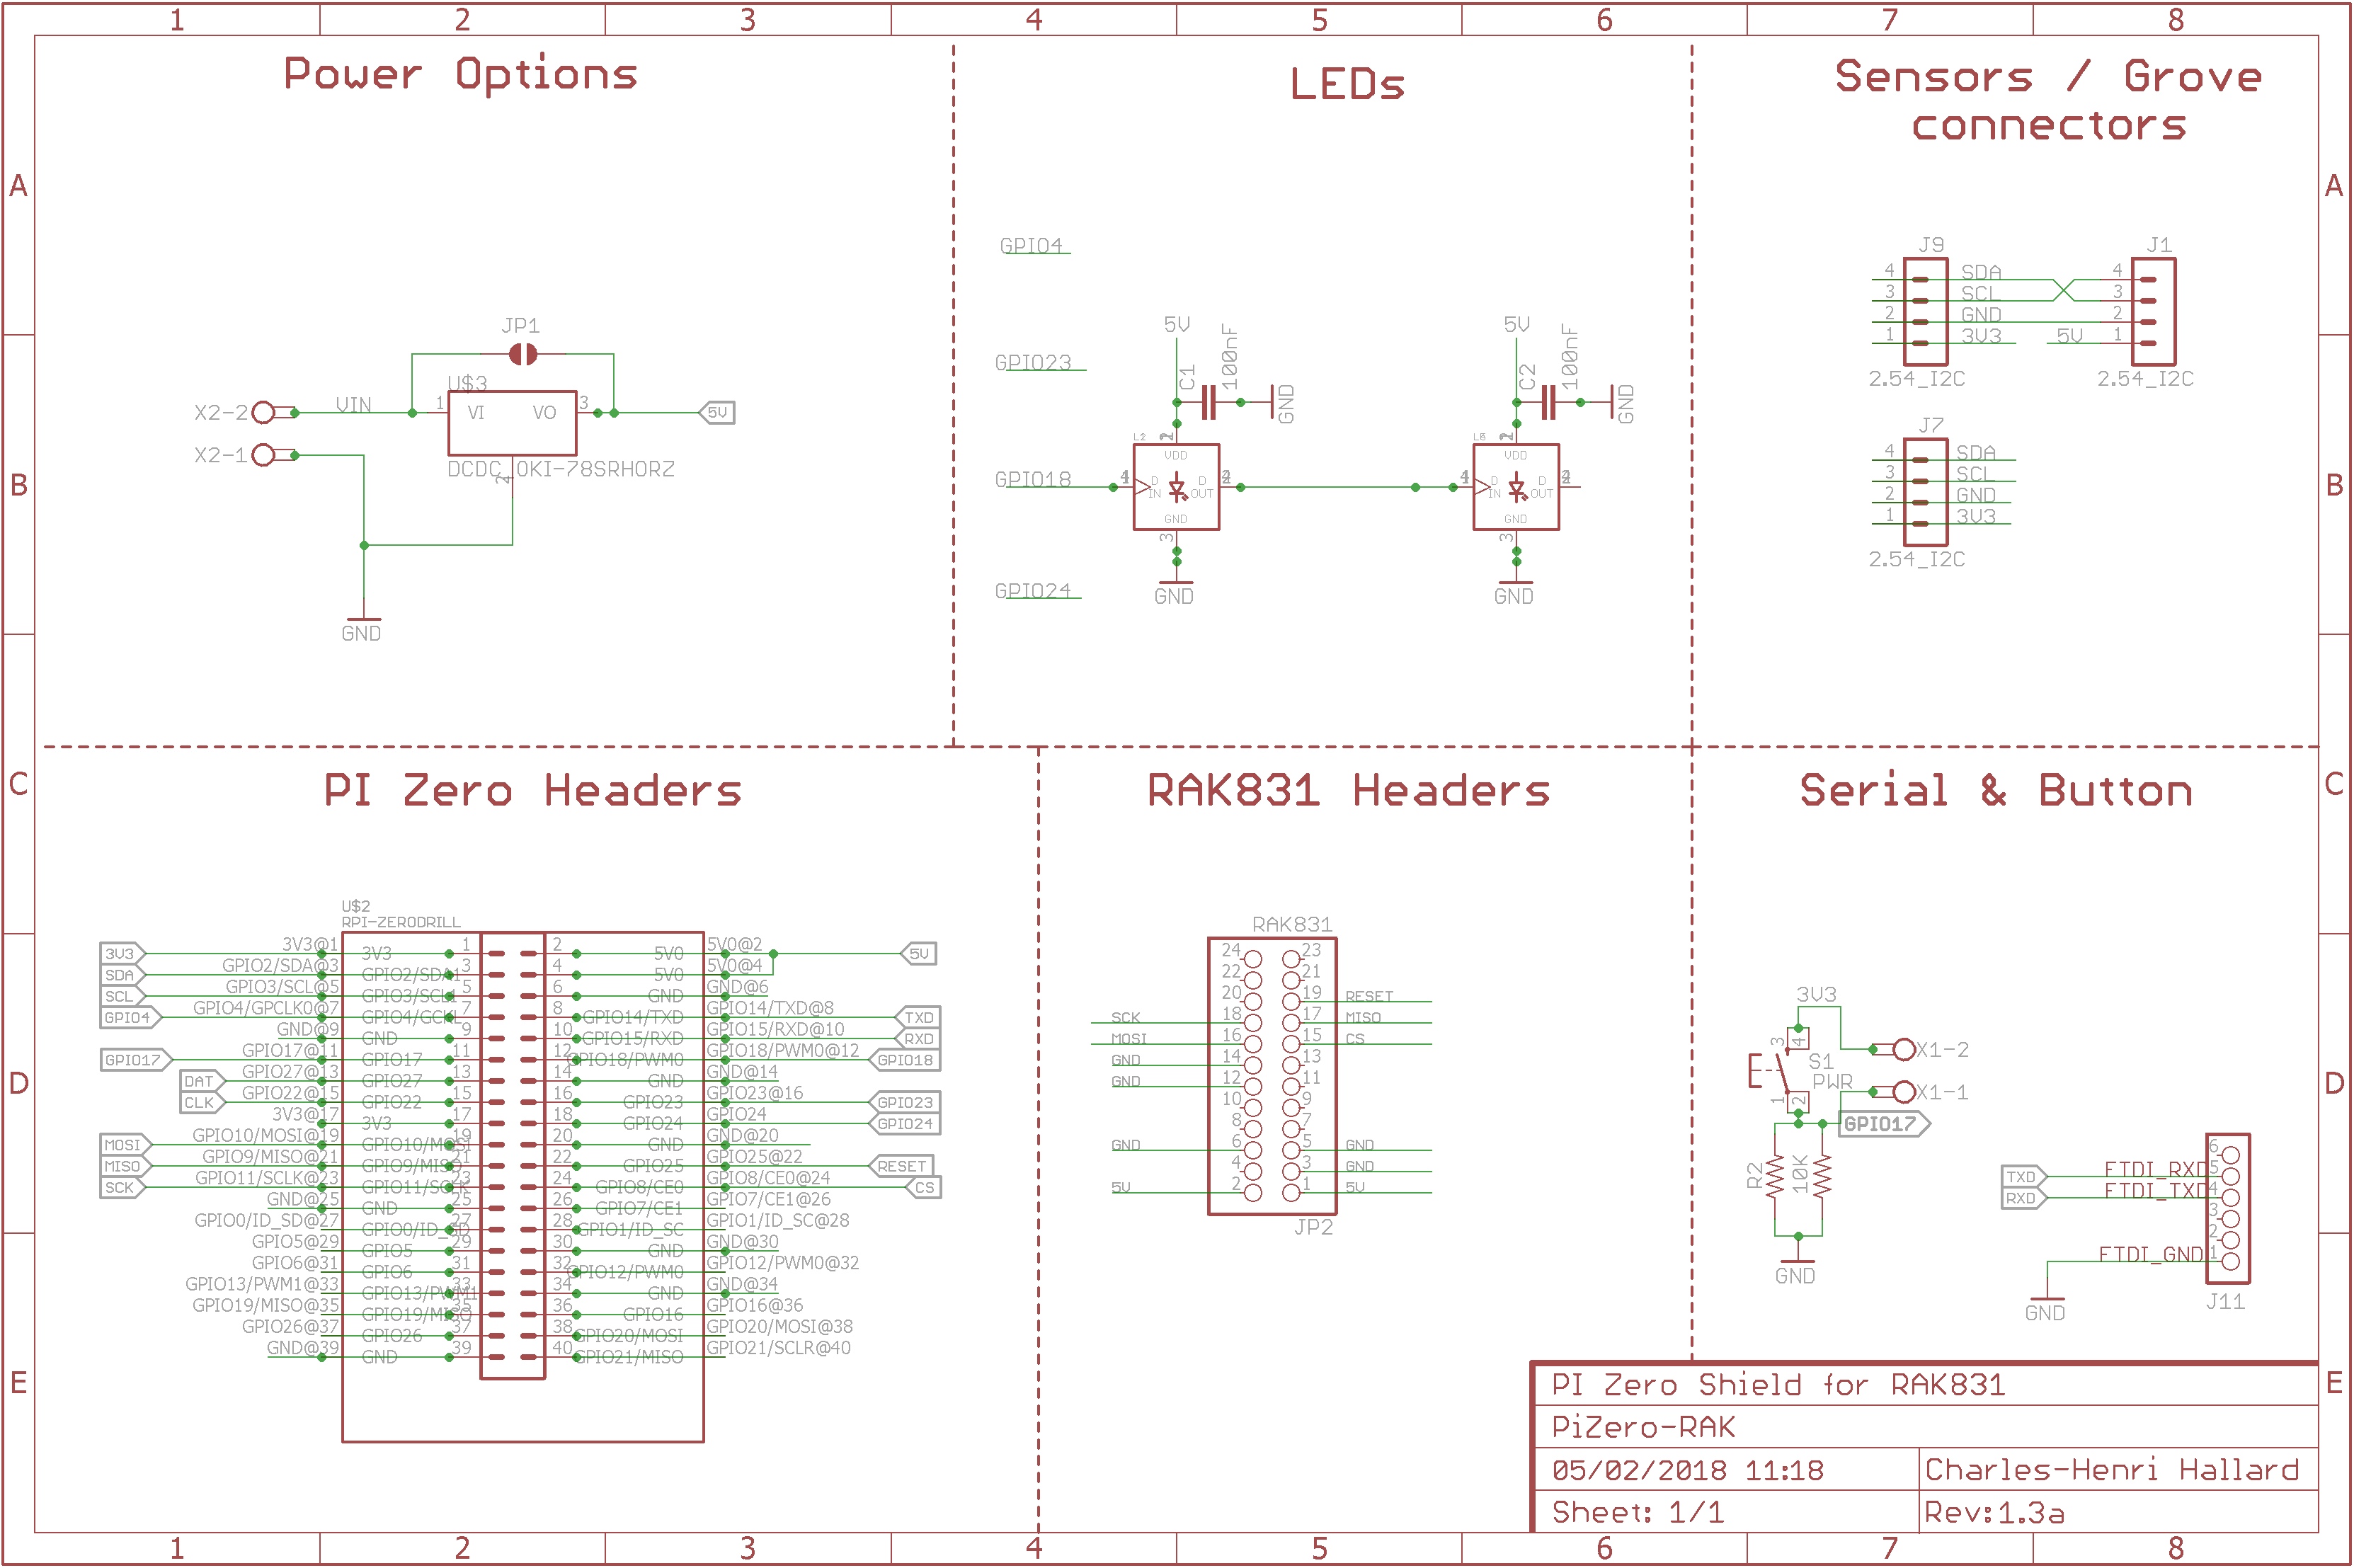 1 2 3 4 5 6 7 8
A B C D E
Power Options
JP1
U$3
X2-2
VIN
1
VI
VO
3
5V
X2-1
DCDC_OKI-78SRHORZ
2
GND
LEDs
GPIO4
GPIO23
GPIO18
GPIO24
5V
C1
100nF
GND
VDD
4
1
D IN
D OUT
2
GND
3
GND
5V
C2
100nF
GND
VDD
D IN
D OUT
GND
3
GND
Sensors / Grove
connectors
J9 J1
4 SDA 4
3 SCL 3
2 GND 2
1 3V3 5V 1
2.54_I2C 2.54_I2C
J7
4 SDA
3 SCL
2 GND
1 3V3
2.54_I2C
PI Zero Headers
U$2
RPI-ZERODRILL
3V3 3V3@1 3V3 1 2 5V0 5V0@2 5V
SDA GPIO2/SDA@3 GPIO2/SDA1 3 4 5V0 5V0@4
SCL GPIO3/SCL@5 GPIO3/SCL1 5 6 GND GND@6
GPIO4 GPIO4/GPCLK0@7 GPIO4/GCKL 7 8 GPIO14/TXD GPIO14/TXD@8 TXD
GND@9 GND 9 10 GPIO15/RXD GPIO15/RXD@10 RXD
GPIO17 GPIO17@11 GPIO17 11 12 GPIO18/PWM0 GPIO18/PWM0@12 GPIO18
DAT GPIO27@13 GPIO27 13 14 GND GND@14
CLK GPIO22@15 GPIO22 15 16 GPIO23 GPIO23@16 GPIO23
3V3@17 3V3 17 18 GPIO24 GPIO24 GPIO24
MOSI GPIO10/MOSI@19 GPIO10/MOSI 19 20 GND GND@20
MISO GPIO9/MISO@21 GPIO9/MISO 21 22 GPIO25 GPIO25@22 RESET
SCK GPIO11/SCLK@23 GPIO11/SCLK 23 24 GPIO8/CE0 GPIO8/CE0@24 CS
GND@25 GND 25 26 GPIO7/CE1 GPIO7/CE1@26
GPIO0/ID_SD@27 GPIO0/ID_SD 27 28 GPIO1/ID_SC GPIO1/ID_SC@28
GPIO5@29 GPIO5 29 30 GND GND@30
GPIO6@31 GPIO6 31 32 GPIO12/PWM0 GPIO12/PWM0@32
GPIO13/PWM1@33 GPIO13/PWM1 33 34 GND GND@34
GPIO19/MISO@35 GPIO19/MISO 35 36 GPIO16 GPIO16@36
GPIO26@37 GPIO26 37 38 GPIO20/MOSI GPIO20/MOSI@38
GND@39 GND 39 40 GPIO21/MISO GPIO21/SCLR@40
RAK831 Headers
RAK831
24 23
22 21
20 19 RESET
SCK 18 17 MISO
MOSI 16 15 CS
GND 14 13
GND 12 11
10 9
8 7
GND 6 5 GND
4 3 GND
5V 2 1 5V
JP2
Serial & Button
3V3
3 4
S1
PWR
1 2
X1-2
X1-1
GPIO17
R2
10K
GND
6
TXD FTDI_RXD 5
RXD FTDI_TXD 4
3
2
FTDI_GND 1
GND
J11
PI Zero Shield for RAK831
PiZero-RAK
05/02/2018 11:18 Charles-Henri Hallard
Sheet: 1/1 Rev:1.3a
A B C D E
1 2 3 4 5 6 7 8